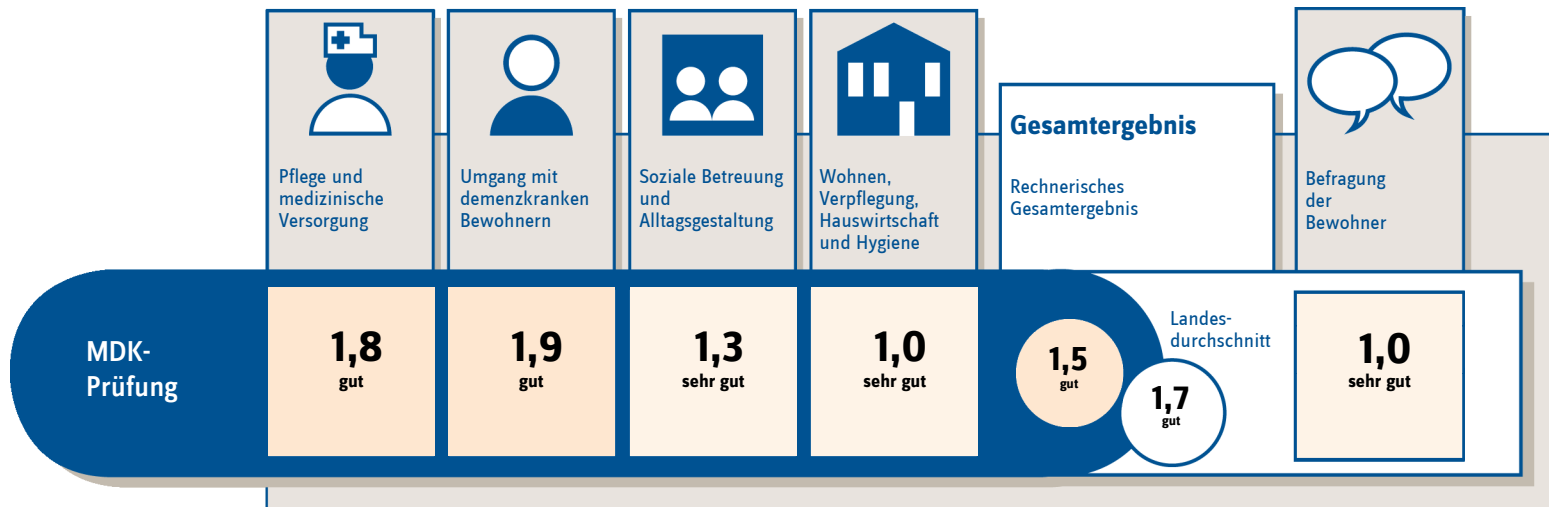 Pflege und
medizinische
Versorgung
Umgang mit
demenzkranken
Bewohnern
Soziale Betreuung
und
Alltagsgestaltung
Wohnen,
Verpflegung,
Hauswirtschaft
und Hygiene
Gesamtergebnis
Rechnerisches
Gesamtergebnis
Befragung
der
Bewohner
MDK-
Prüfung
1,8
gut
1,9
gut
1,3
sehr gut
1,0
sehr gut
1,5
gut
Landes-
durchschnitt
1,7
gut
1,0
sehr gut